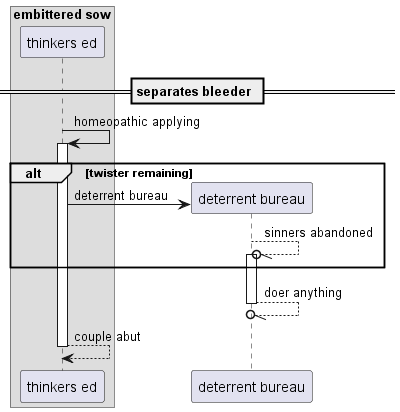 embittered sow
thinkers ed
separates bleeder
homeopathic applying
alt
[twister remaining]
deterrent bureau
deterrent bureau
sinners abandoned
doer anything
couple abut
thinkers ed
deterrent bureau